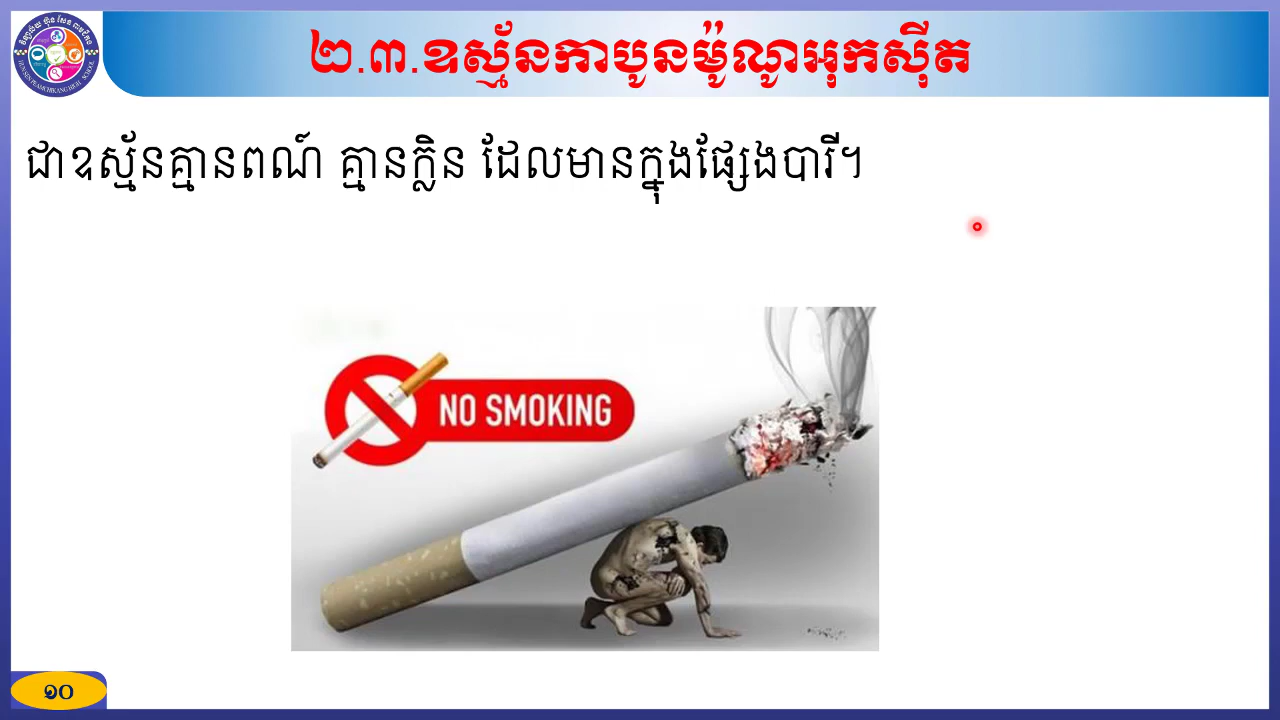 ២.៣.ឧស្ម័នកាបូនម៉ូណូអុកស៊ីត
ជាឧស្ម័នគ្មានពណ៍ គ្មានក្លិន ដែលមានក្នុងផ្សែងបារី។
NO SMOKING
១០